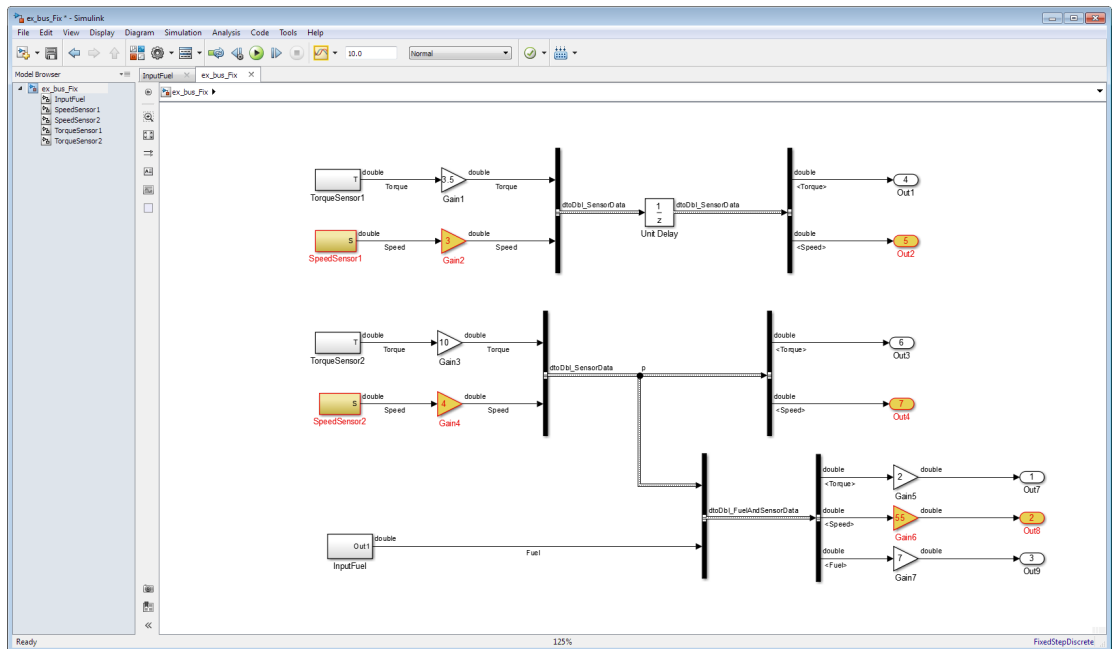 ex_bus_Fix * - Simulink
File Edit View Display Diagram Simulation Analysis Code Tools Help
10.0 Normal
Model Browser
InputFuel ex_bus_Fix
ex_bus_Fix
ex_bus_Fix
InputFuel
SpeedSensor1
SpeedSensor2
TorqueSensor1
TorqueSensor2
T double Torque 3.5 double Torque
TorqueSensor1 Gain1
S double Speed 3 double Speed
SpeedSensor1 Gain2
dtoDbl_SensorData 1/z dtoDbl_SensorData
Unit Delay
double <Torque> 4
Out1
double <Speed> 5
Out2
T double Torque 10 double Torque
TorqueSensor2 Gain3
S double Speed 4 double Speed
SpeedSensor2 Gain4
dtoDbl_SensorData p
double <Torque> 6
Out3
double <Speed> 7
Out4
Out1 double Fuel
InputFuel
dtoDbl_FuelAndSensorData
double <Torque> 2 double 1
Gain5 Out7
double <Speed> 55 double 2
Gain6 Out8
double <Fuel> 7 double 3
Gain7 Out9
Ready 125% FixedStepDiscrete